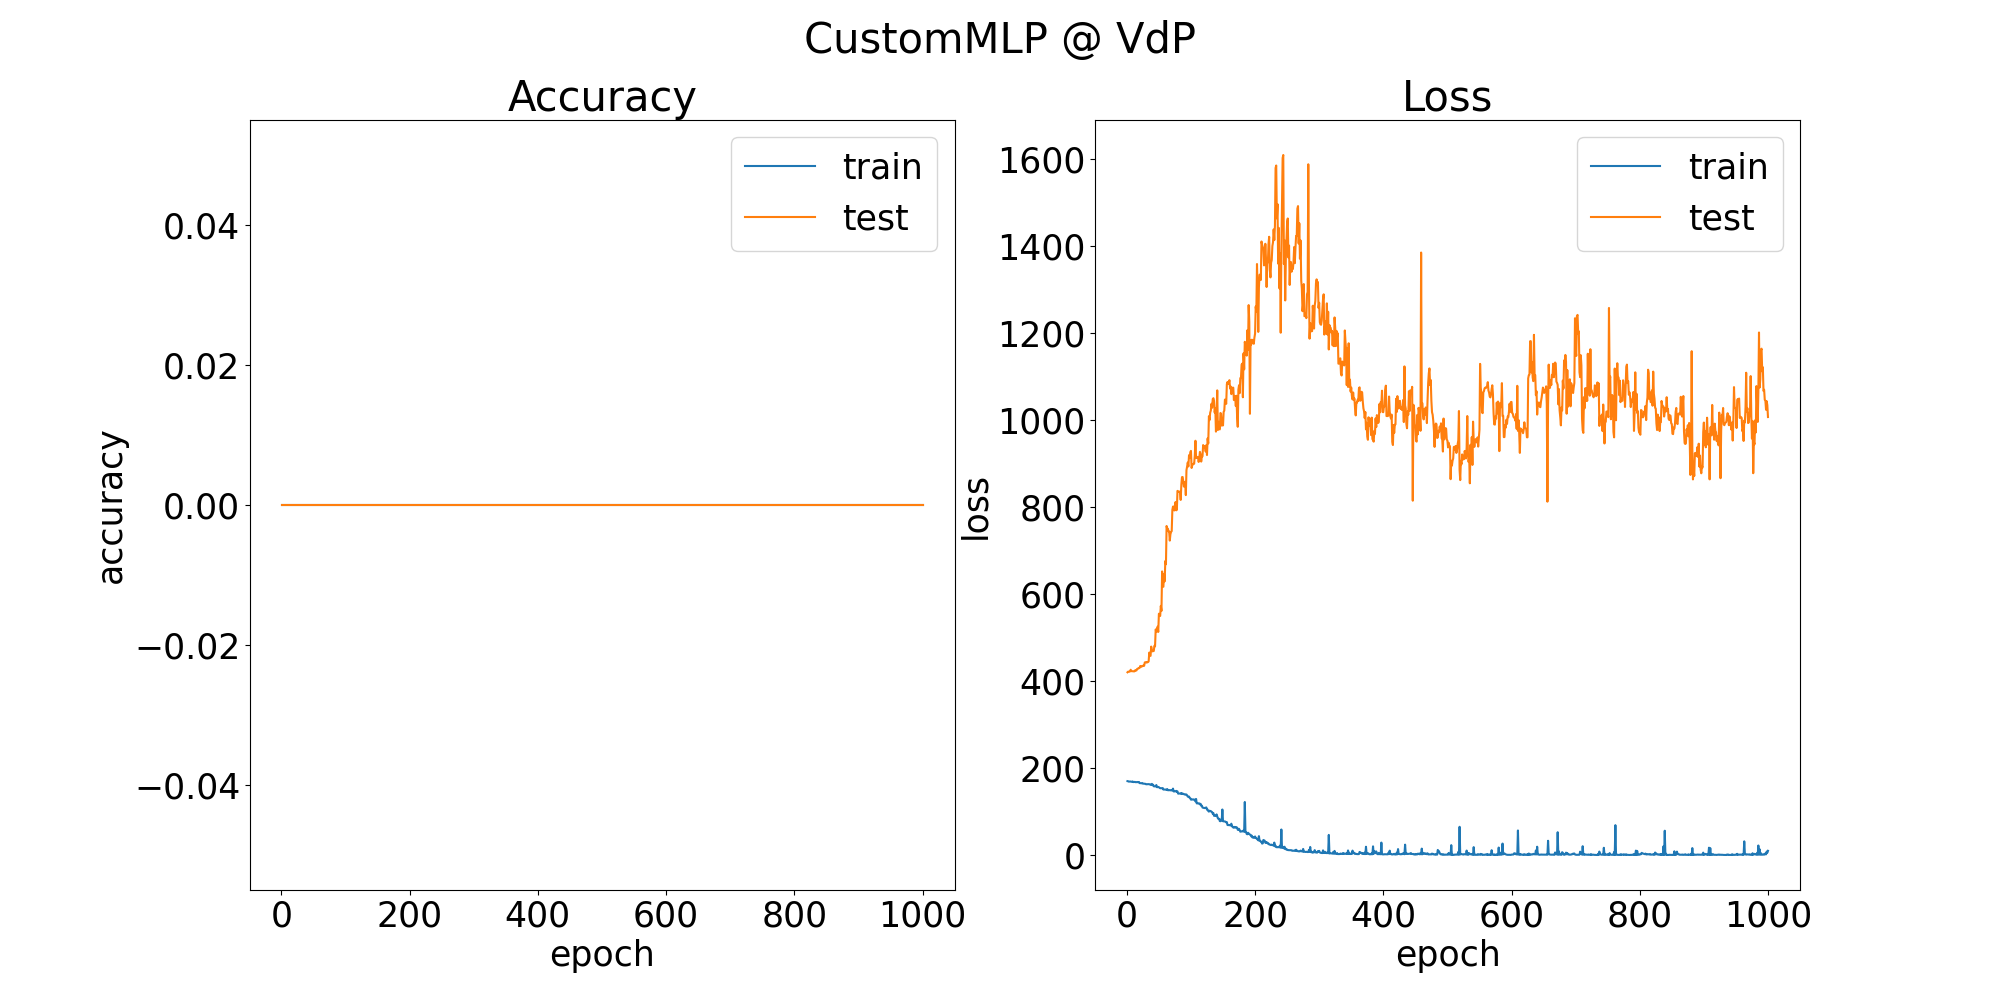 CustomMLP @ VdP
Accuracy
train
test
0.04
0.02
0.00
−0.02
−0.04
accuracy
0 200 400 600 800 1000
epoch
Loss
train
test
1600
1400
1200
1000
800
600
400
200
0
loss
0 200 400 600 800 1000
epoch